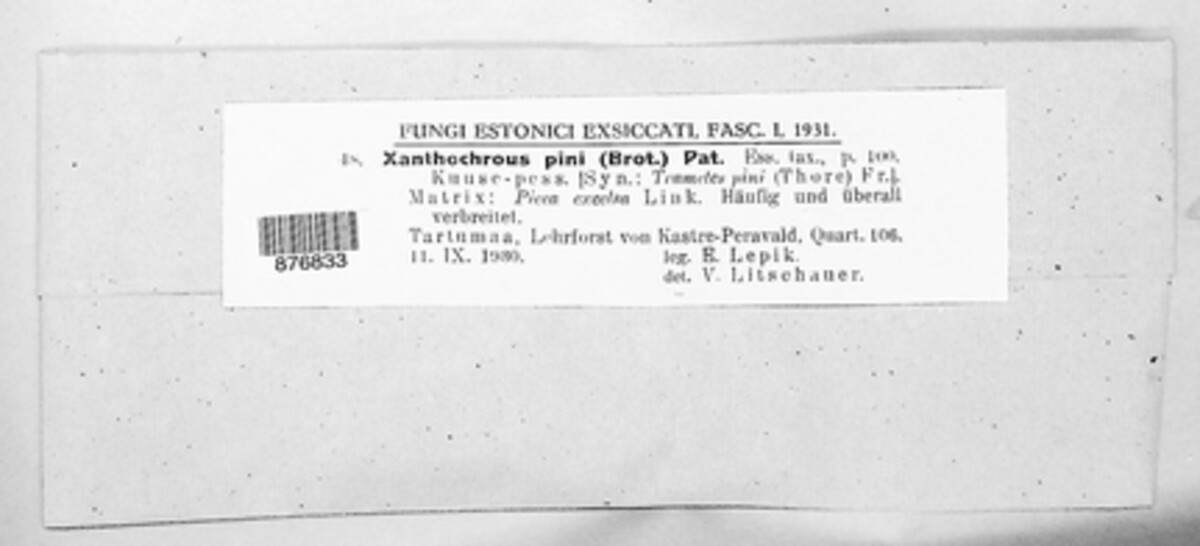 FUNGI ESTONICI EXSICCATI, FASC. I, 1931.
Xanthochrous pini (Brot.) Pat. Ess. tax., p. 100.
Kuuse-pess. [Syn.: Trametes pini (Thore) Fr.].
Matrix: Picea excelsa Link. Häufig und überall
verbreitet.
Tartumaa, Lehrforst von Kastre-Peravald, Quart. 106.
11. IX. 1930.
leg. E. Lepik.
det. V. Litschauer.
876833